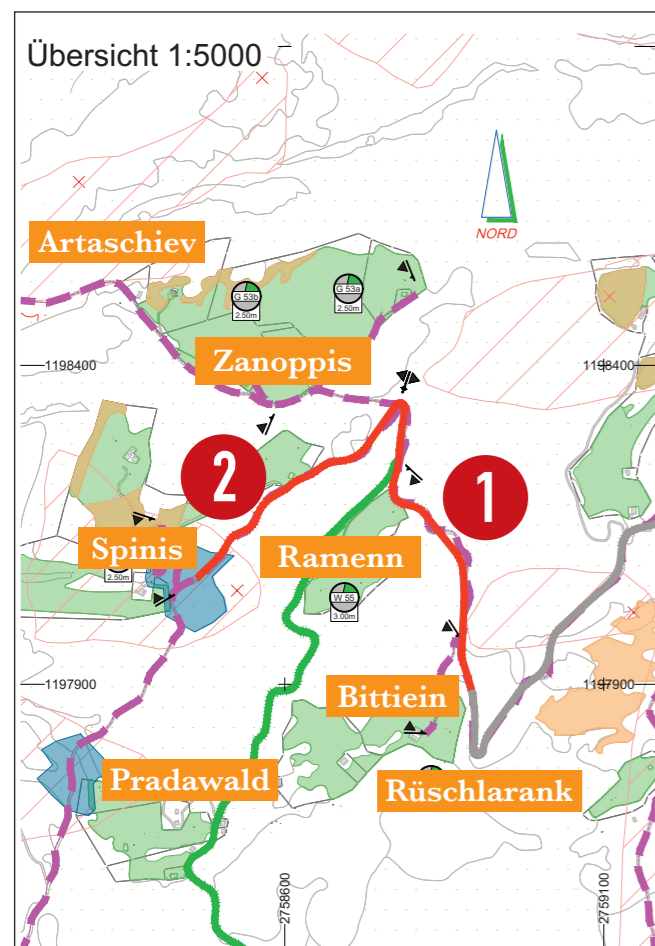 Übersicht 1:5000
NORD
Artaschiev
G 53b
2.50m
G 53a
2.50m
Zanoppis
1198400
1198400
2
1
Spinis
2.50m
Ramenn
W 55
3.00m
1197900
1197900
Bittiein
Pradawald
Rüschlarank
2758600
2759100